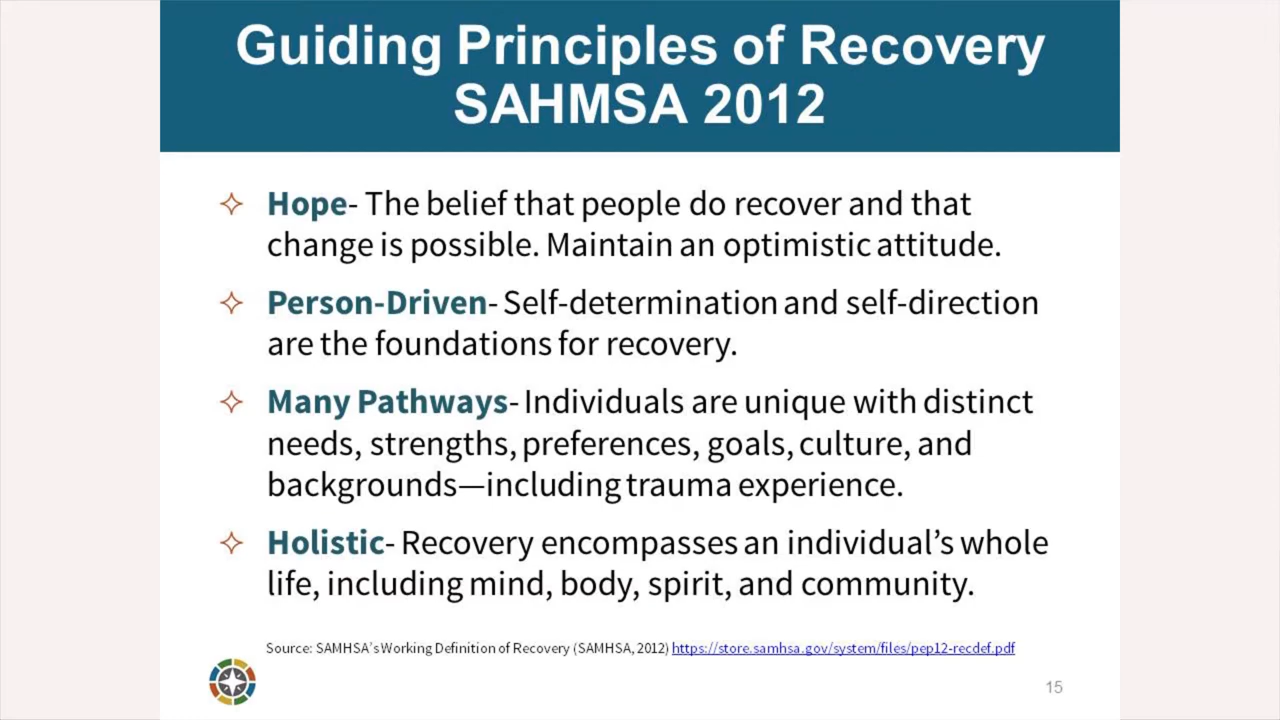 Guiding Principles of Recovery
SAHMSA 2012
Hope- The belief that people do recover and that
change is possible. Maintain an optimistic attitude.
Person-Driven- Self-determination and self-direction
are the foundations for recovery.
Many Pathways- Individuals are unique with distinct
needs, strengths, preferences, goals, culture, and
backgrounds—including trauma experience.
Holistic- Recovery encompasses an individual’s whole
life, including mind, body, spirit, and community.
Source: SAMHSA’s Working Definition of Recovery (SAMHSA, 2012) https://store.samhsa.gov/system/files/pep12-recdef.pdf
15